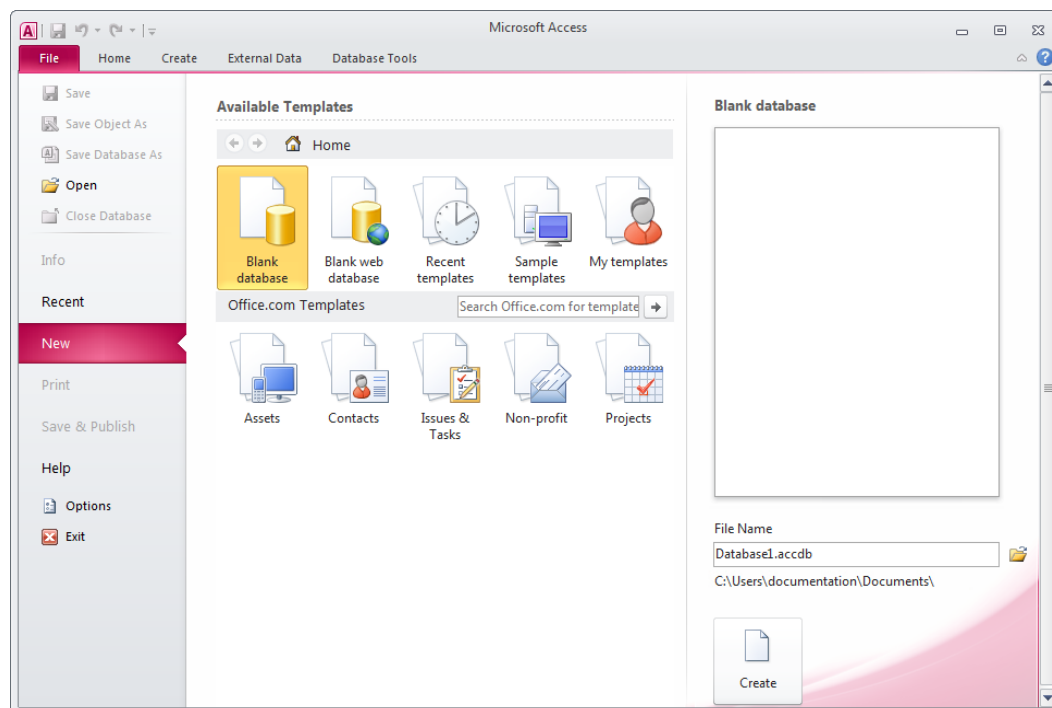 Microsoft Access
File Home Create External Data Database Tools
Save
Save Object As
Save Database As
Open
Close Database
Info
Recent
New
Print
Save & Publish
Help
Options
Exit
Available Templates
Home
Blank database
Blank web database
Recent templates
Sample templates
My templates
Office.com Templates
Search Office.com for template
Assets
Contacts
Issues & Tasks
Non-profit
Projects
Blank database
File Name
Database1.accdb
C:\Users\documentation\Documents\
Create